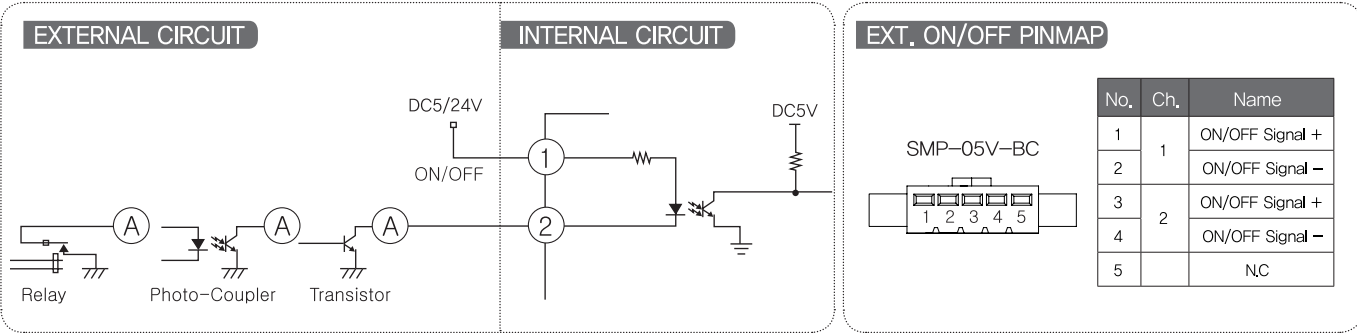 EXTERNAL CIRCUIT
INTERNAL CIRCUIT
DC5/24V
ON/OFF
1
2
DC5V
A
A
A
Relay
Photo-Coupler
Transistor
EXT. ON/OFF PINMAP
SMP-05V-BC
1 2 3 4 5
No. Ch. Name
1 1 ON/OFF Signal +
2 ON/OFF Signal -
3 2 ON/OFF Signal +
4 ON/OFF Signal -
5 N.C